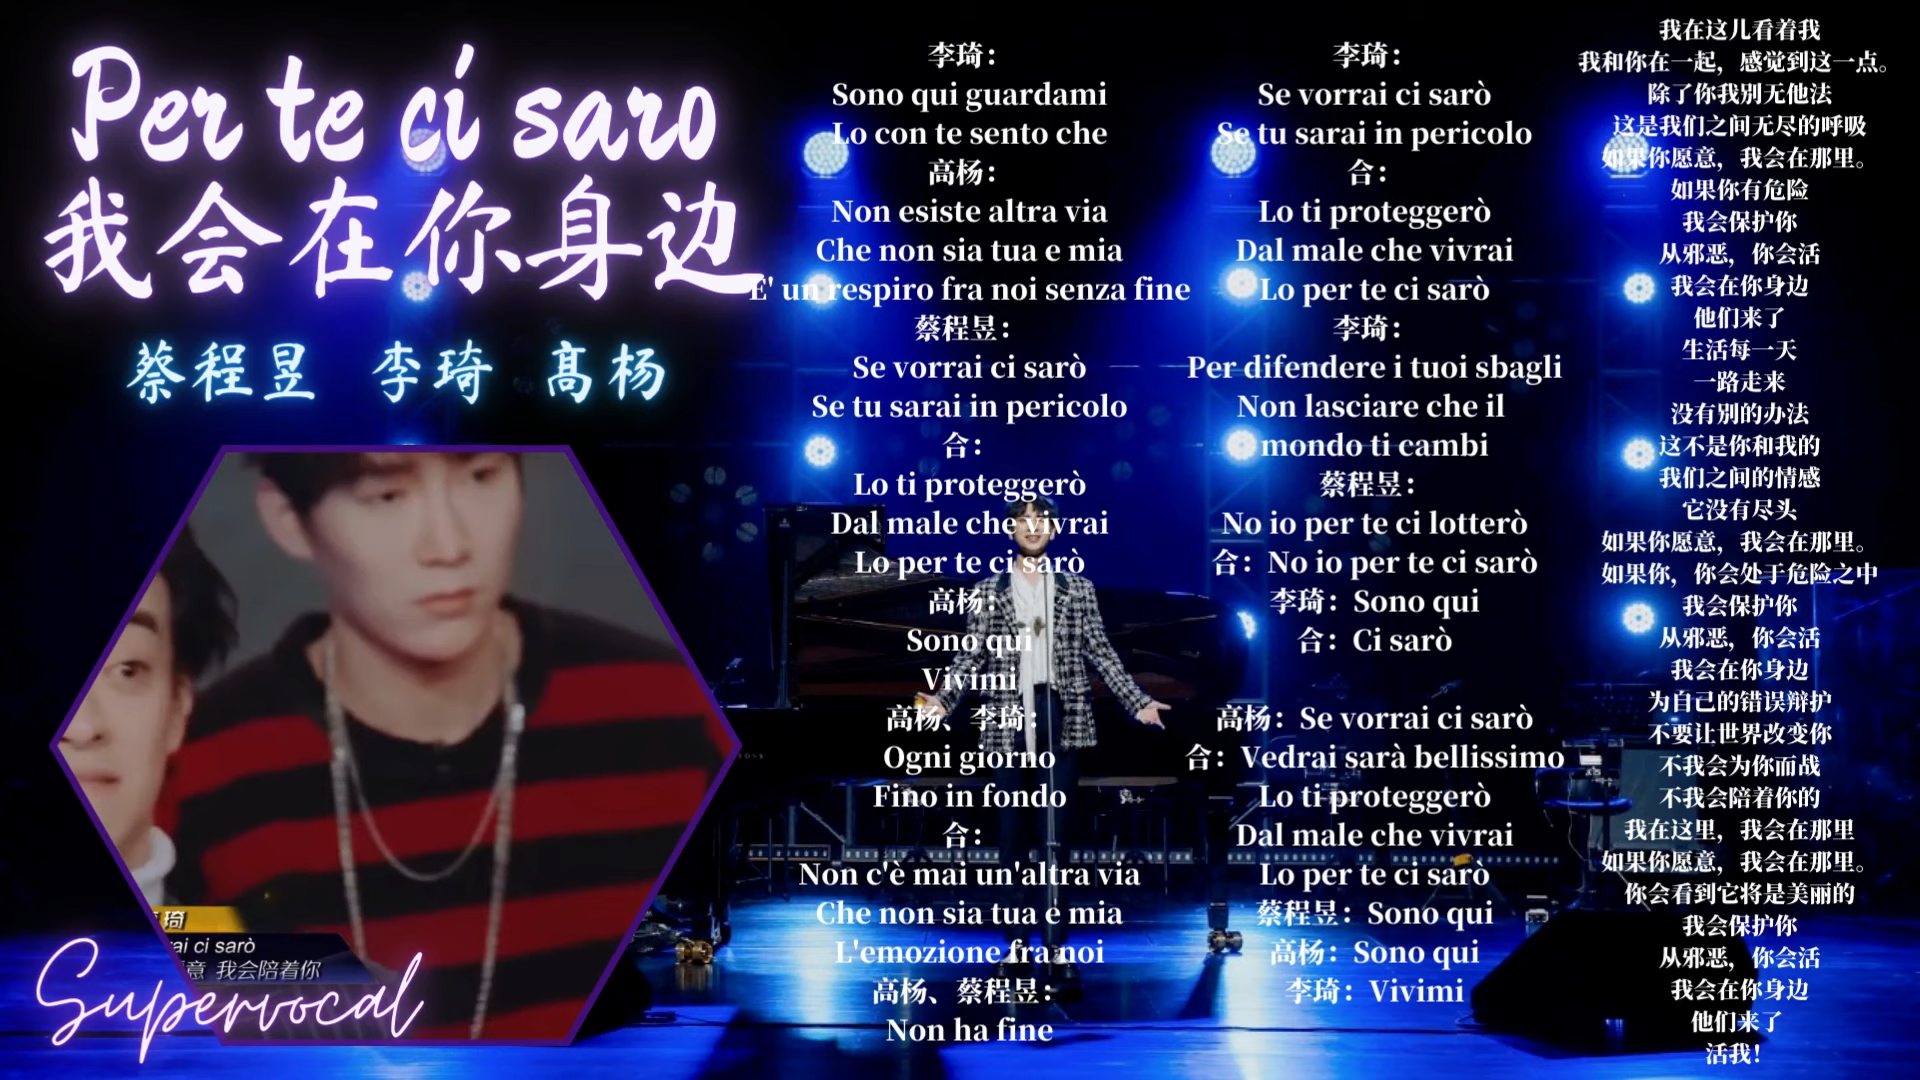 Per te ci saro
我会在你身边
蔡程昱 李琦 高杨
琦
rai ci sarò
意 我会陪着你
Supervocal
李琦：
Sono qui guardami
Lo con te sento che
高杨：
Non esiste altra via
Che non sia tua e mia
E' un respiro fra noi senza fine
蔡程昱：
Se vorrai ci sarò
Se tu sarai in pericolo
合：
Lo ti proteggerò
Dal male che vivrai
Lo per te ci sarò
高杨：
Sono qui
Vivimi
高杨、李琦：
Ogni giorno
Fino in fondo
合：
Non c'è mai un'altra via
Che non sia tua e mia
L'emozione fra noi
高杨、蔡程昱：
Non ha fine
李琦：
Se vorrai ci sarò
Se tu sarai in pericolo
合：
Lo ti proteggerò
Dal male che vivrai
Lo per te ci sarò
李琦：
Per difendere i tuoi sbagli
Non lasciare che il
mondo ti cambi
蔡程昱：
No io per te ci lotterò
合：No io per te ci sarò
李琦：Sono qui
合：Ci sarò
高杨：Se vorrai ci sarò
合：Vedrai sarà bellissimo
Lo ti proteggerò
Dal male che vivrai
Lo per te ci sarò
蔡程昱：Sono qui
高杨：Sono qui
李琦：Vivimi
我在这儿看着我
我和你在一起，感觉到这一点。
除了你我别无他法
这是我们之间无尽的呼吸
如果你愿意，我会在那里。
如果你有危险
我会保护你
从邪恶，你会活
我会在你身边
他们来了
生活每一天
一路走来
没有别的办法
这不是你和我的
我们之间的情感
它没有尽头
如果你愿意，我会在那里。
如果你，你会处于危险之中
我会保护你
从邪恶，你会活
我会在你身边
为自己的错误辩护
不要让世界改变你
不我会为你而战
不我会陪着你的
我在这里，我会在那里
如果你愿意，我会在那里。
你会看到它将是美丽的
我会保护你
从邪恶，你会活
我会在你身边
他们来了
活我！